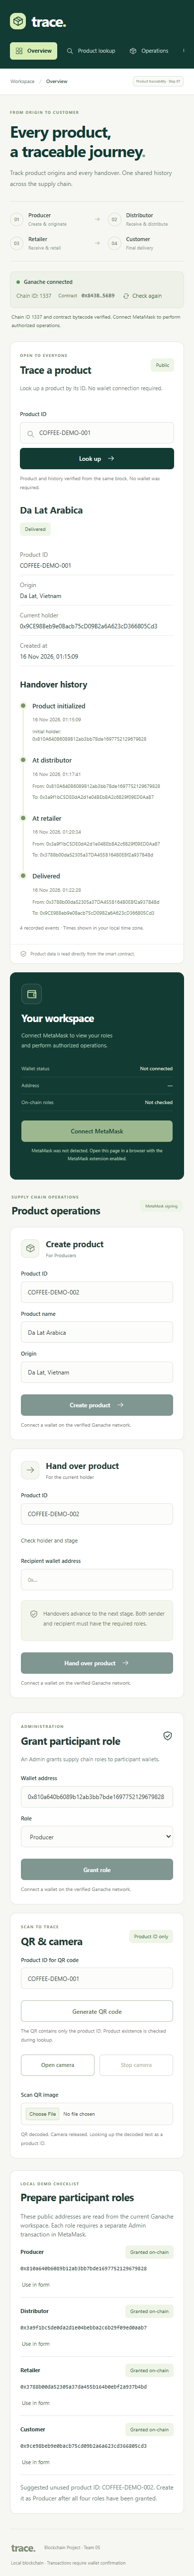 trace.
Overview
Product lookup
Operations
Workspace / Overview
Product traceability · Step 07
FROM ORIGIN TO CUSTOMER
Every product,
a traceable journey.
Track product origins and every handover. One shared history
across the supply chain.
01 Producer
Create & originate
→
02 Distributor
Receive & distribute
03 Retailer
Receive & retail
→
04 Customer
Final delivery
Ganache connected
Chain ID: 1337 Contract 0x843B…5689 Check again
Chain ID 1337 and contract bytecode verified. Connect MetaMask to perform
authorized operations.
OPEN TO EVERYONE
Trace a product
Public
Look up a product by its ID. No wallet connection required.
Product ID
COFFEE-DEMO-001
Look up →
Product and history verified from the same block. No wallet was
required.
Da Lat Arabica
Delivered
Product ID
COFFEE-DEMO-001
Origin
Da Lat, Vietnam
Current holder
Created at
16 Nov 2026, 01:15:09
Handover history
Product initialized
16 Nov 2026, 01:15:09
Initial holder:
At distributor
16 Nov 2026, 01:17:41
At retailer
16 Nov 2026, 01:20:34
Delivered
16 Nov 2026, 01:22:28
4 recorded events · Times shown in your local time zone.
Product data is read directly from the smart contract.
Your workspace
Connect MetaMask to view your roles
and perform authorized operations.
Wallet status Not connected
Address —
On-chain roles Not checked
Connect MetaMask
MetaMask was not detected. Open this page in a browser with the
MetaMask extension enabled.
SUPPLY CHAIN OPERATIONS
Product operations
MetaMask signing
Create product
For Producers
Product ID
COFFEE-DEMO-002
Product name
Da Lat Arabica
Origin
Da Lat, Vietnam
Create product →
Connect a wallet on the verified Ganache network.
Hand over product
For the current holder
Product ID
COFFEE-DEMO-002
Check holder and stage
Recipient wallet address
0x...
Handovers advance to the next stage. Both sender
and recipient must have the required roles.
Hand over product →
Connect a wallet on the verified Ganache network.
ADMINISTRATION
Grant participant role
An Admin grants supply chain roles to participant wallets.
Wallet address
0x810a640b6089b12ab3bb7bde1697752129679828
Role
Producer
Grant role
Connect a wallet on the verified Ganache network.
SCAN TO TRACE
QR & camera
Product ID only
Product ID for QR code
COFFEE-DEMO-001
Generate QR code
The QR contains only the product ID. Product existence is checked
during lookup.
Open camera
Stop camera
Scan QR image
Choose File No file chosen
QR decoded. Camera released. Looking up the decoded text as a
product ID.
LOCAL DEMO CHECKLIST
Prepare participant roles
These public addresses are read from the current Ganache
workspace. Each role requires a separate Admin
transaction in MetaMask.
Producer
Granted on-chain
0x810a640b6089b12ab3bb7bde1697752129679828
Use in form
Distributor
Granted on-chain
Use in form
Retailer
Granted on-chain
Use in form
Customer
Granted on-chain
Use in form
Suggested unused product ID: COFFEE-DEMO-002. Create
it as Producer after all four roles have been granted.
trace. Blockchain Project · Team 05
Local blockchain · Transactions require wallet confirmation